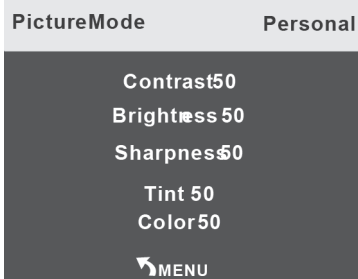 PictureMode Personal
Contrast50
Brightness 50
Sharpness50
Tint 50
Color50
MENU